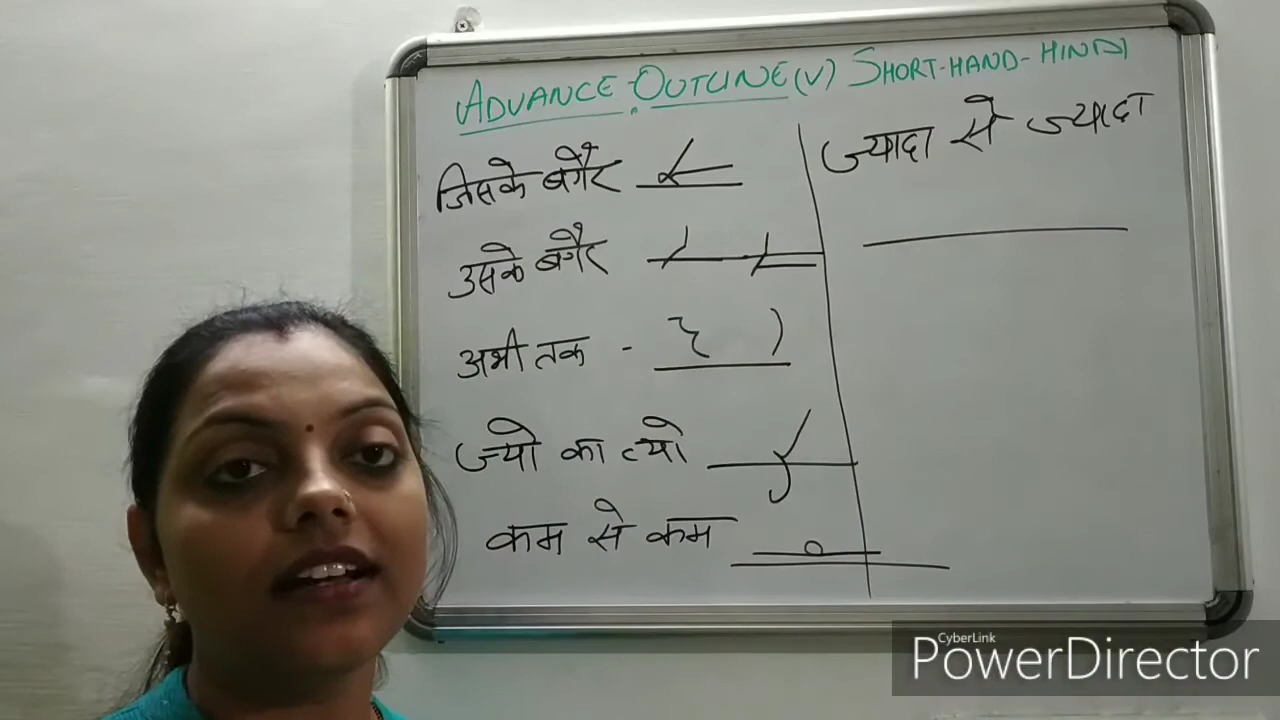 ADVANCE OUTLINE (V) SHORT-HAND-HINDI
जिसके बगैर
उसके बगैर
अभी तक -
ज्यो का त्यो
कम से कम
ज्यादा से ज्यादा
CyberLink
PowerDirector